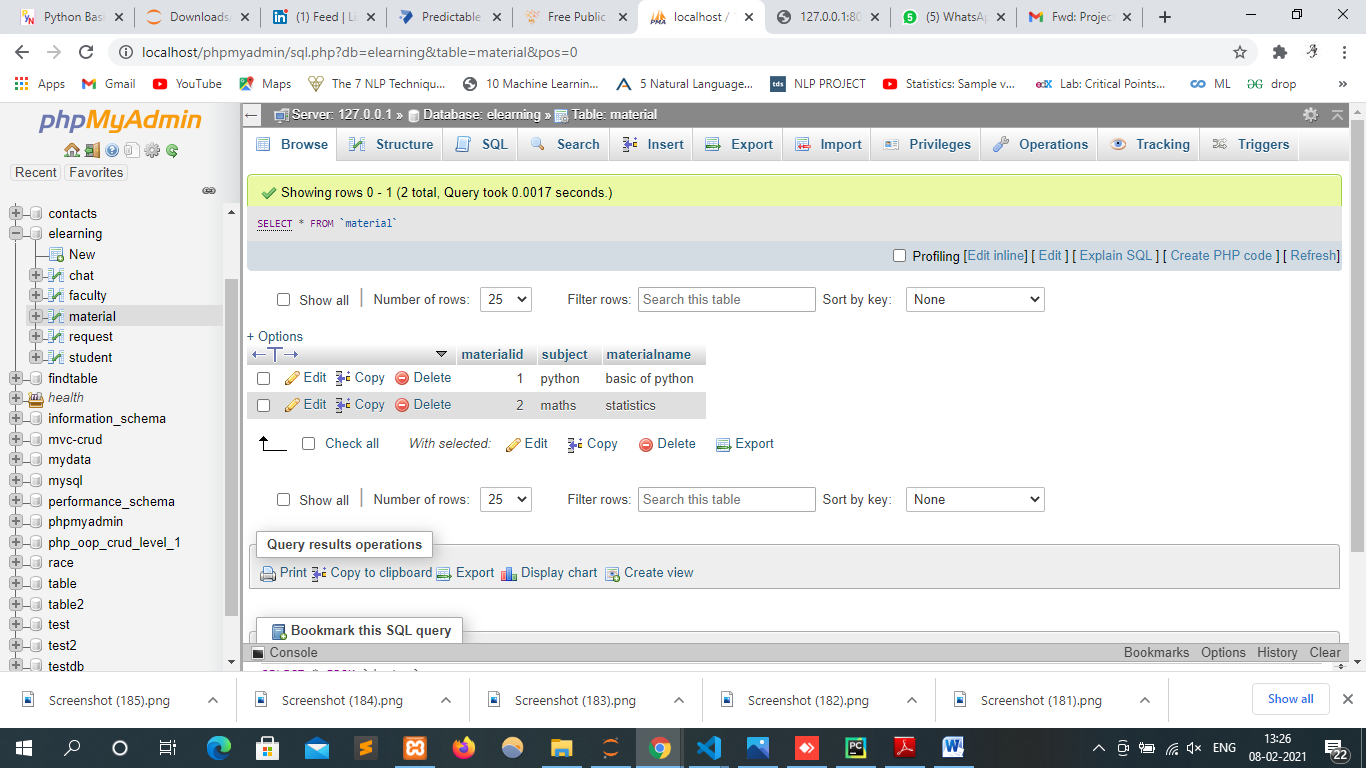 Python Bas
Downloads/
(1) Feed | Li
Predictable
Free Public
localhost /
127.0.0.1:80
(5) WhatsAp
Fwd: Projec
localhost/phpmyadmin/sql.php?db=elearning&table=material&pos=0
Apps
Gmail
YouTube
Maps
The 7 NLP Techniqu...
10 Machine Learnin...
5 Natural Language...
NLP PROJECT
Statistics: Sample v...
Lab: Critical Points...
ML
drop
phpMyAdmin
Recent
Favorites
contacts
elearning
New
chat
faculty
material
request
student
findtable
health
information_schema
mvc-crud
mydata
mysql
performance_schema
phpmyadmin
php_oop_crud_level_1
race
table
table2
test
test2
testdb
Server: 127.0.0.1 » Database: elearning » Table: material
Browse
Structure
SQL
Search
Insert
Export
Import
Privileges
Operations
Tracking
Triggers
Showing rows 0 - 1 (2 total, Query took 0.0017 seconds.)
SELECT * FROM `material`
Profiling [Edit inline] [ Edit ] [ Explain SQL ] [ Create PHP code ] [ Refresh]
Show all | Number of rows: 25 Filter rows: Search this table Sort by key: None
+ Options
materialid subject materialname
Edit Copy Delete 1 python basic of python
Edit Copy Delete 2 maths statistics
Check all With selected: Edit Copy Delete Export
Show all | Number of rows: 25 Filter rows: Search this table Sort by key: None
Query results operations
Print Copy to clipboard Export Display chart Create view
Bookmark this SQL query
Console Bookmarks Options History Clear
Screenshot (185).png
Screenshot (184).png
Screenshot (183).png
Screenshot (182).png
Screenshot (181).png
Show all
ENG
13:26
08-02-2021
22